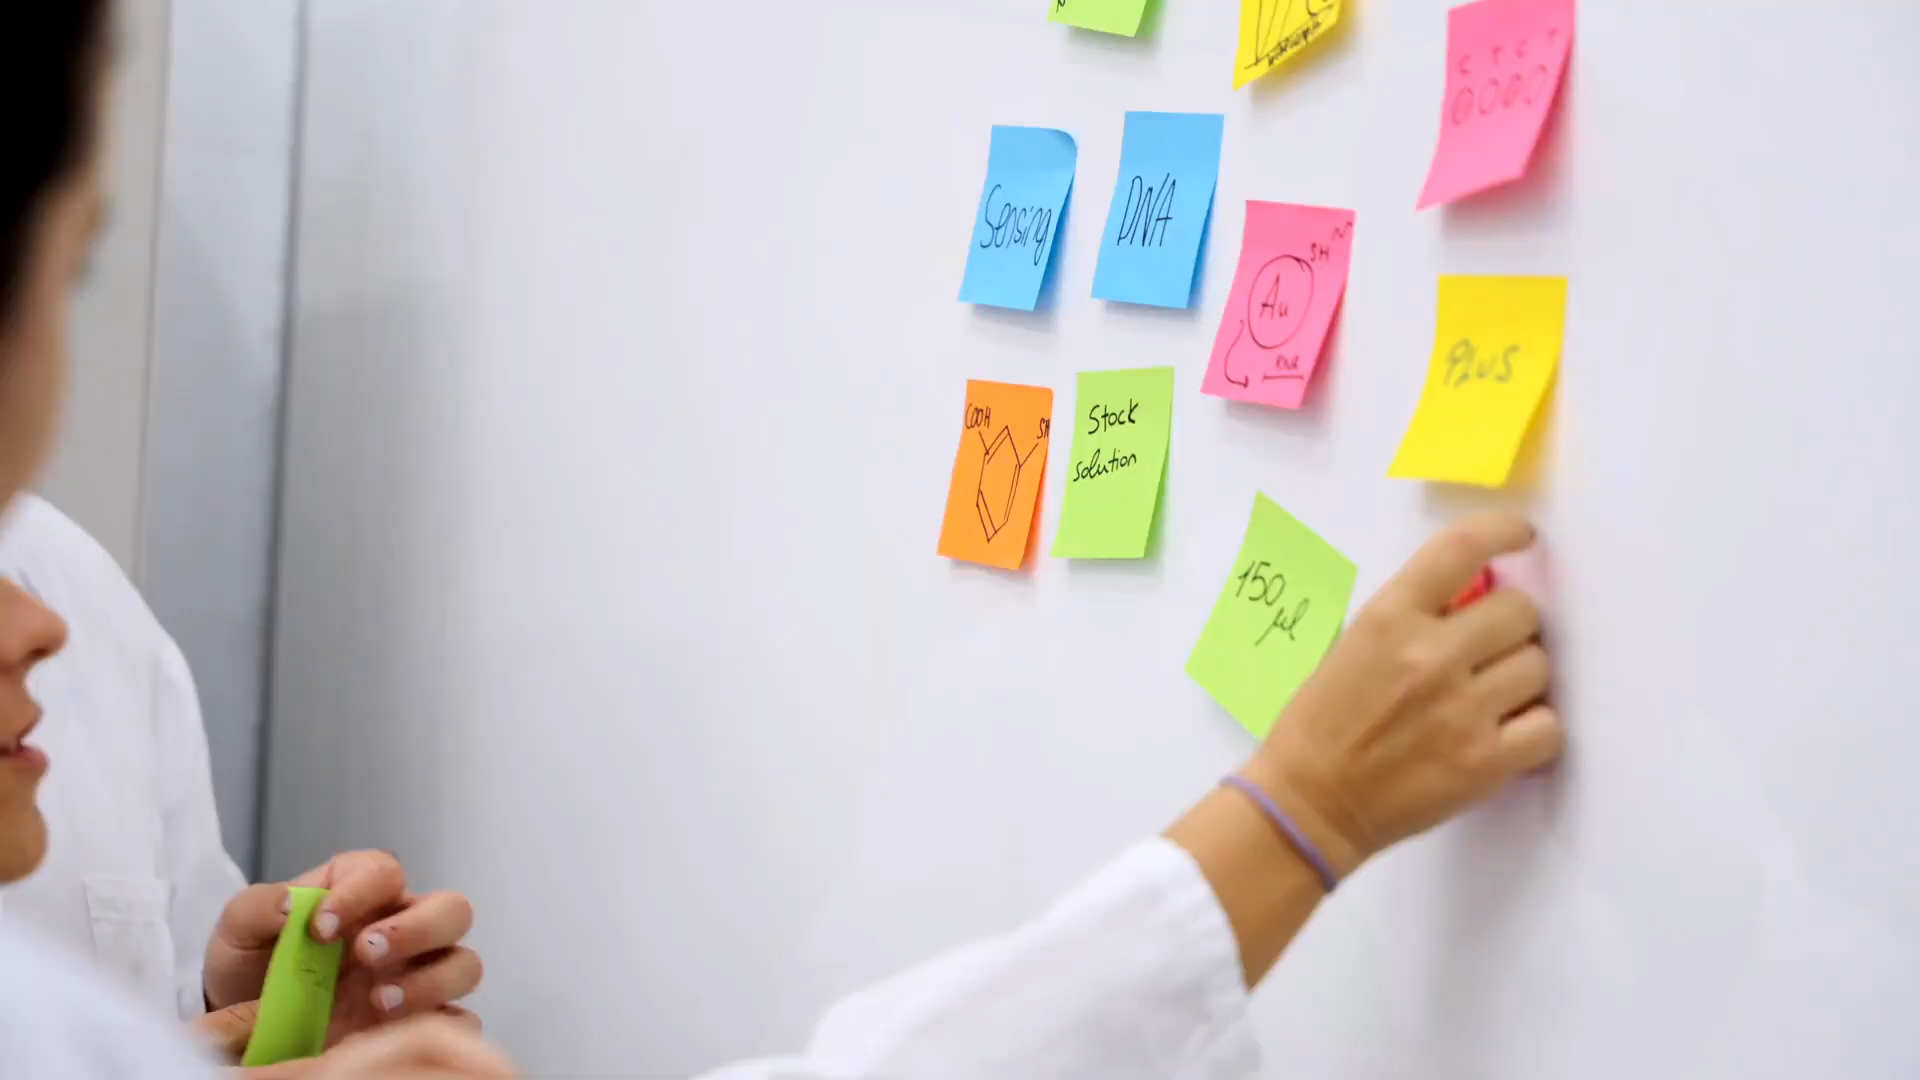 Sensing
DNA
SH
Au
COOH
SH
Stock
solution
PLUS
150
µl